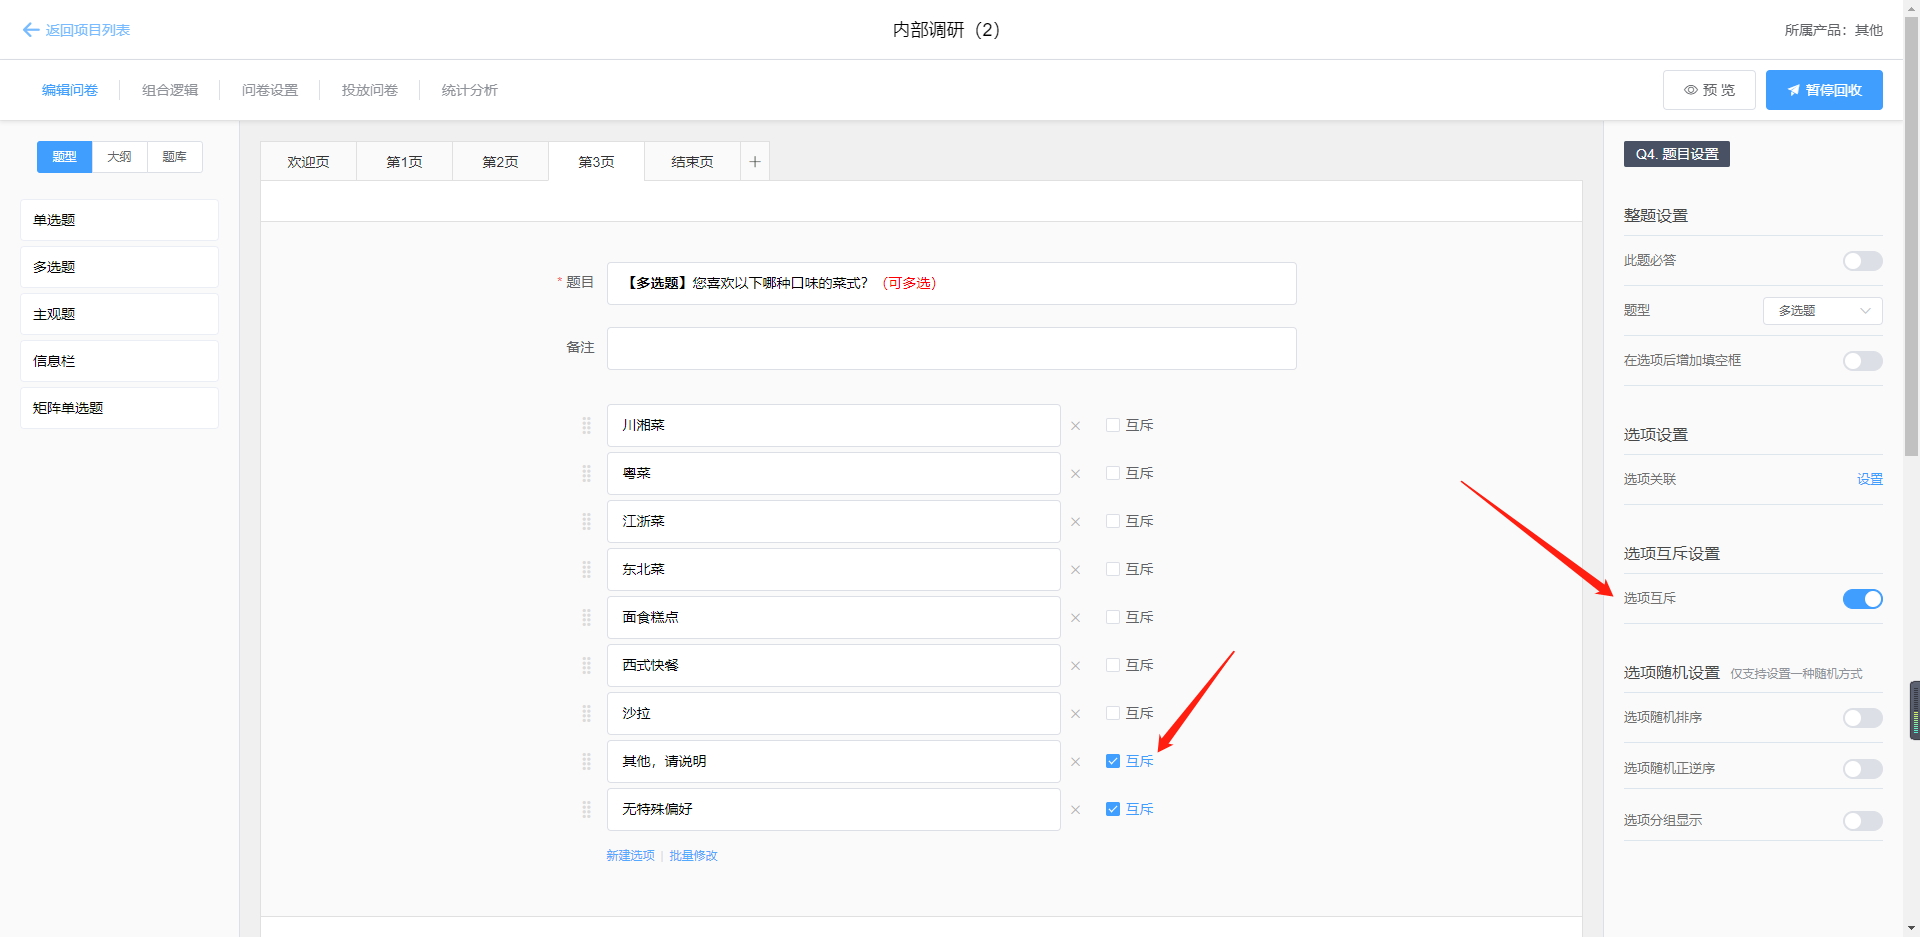 返回项目列表
内部调研（2）
所属产品：其他
编辑问卷
组合逻辑
问卷设置
投放问卷
统计分析
预 览
暂停回收
题型
大纲
题库
单选题
多选题
主观题
信息栏
矩阵单选题
欢迎页
第1页
第2页
第3页
结束页
+
* 题目
【多选题】您喜欢以下哪种口味的菜式？（可多选）
备注
川湘菜
互斥
粤菜
互斥
江浙菜
互斥
东北菜
互斥
面食糕点
互斥
西式快餐
互斥
沙拉
互斥
其他，请说明
互斥
无特殊偏好
互斥
新建选项 | 批量修改
Q4. 题目设置
整题设置
此题必答
题型
多选题
在选项后增加填空框
选项设置
选项关联
设置
选项互斥设置
选项互斥
选项随机设置 仅支持设置一种随机方式
选项随机排序
选项随机正逆序
选项分组显示